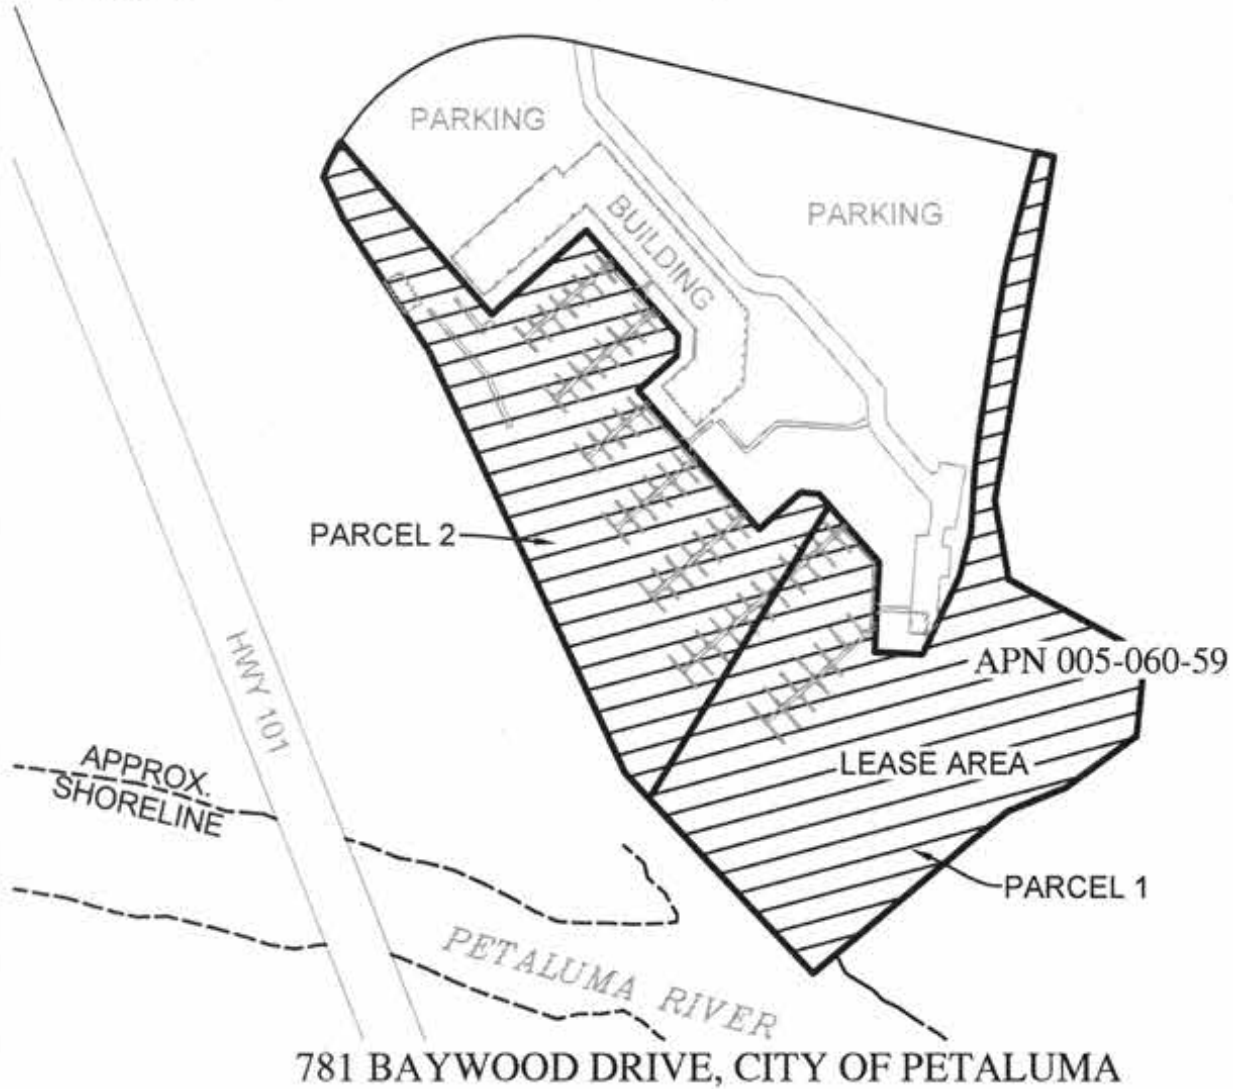 PARKING
PARKING
BUILDING
PARCEL 2
HWY 101
APN 005-060-59
APPROX.
SHORELINE
LEASE AREA
PARCEL 1
PETALUMA RIVER
781 BAYWOOD DRIVE, CITY OF PETALUMA